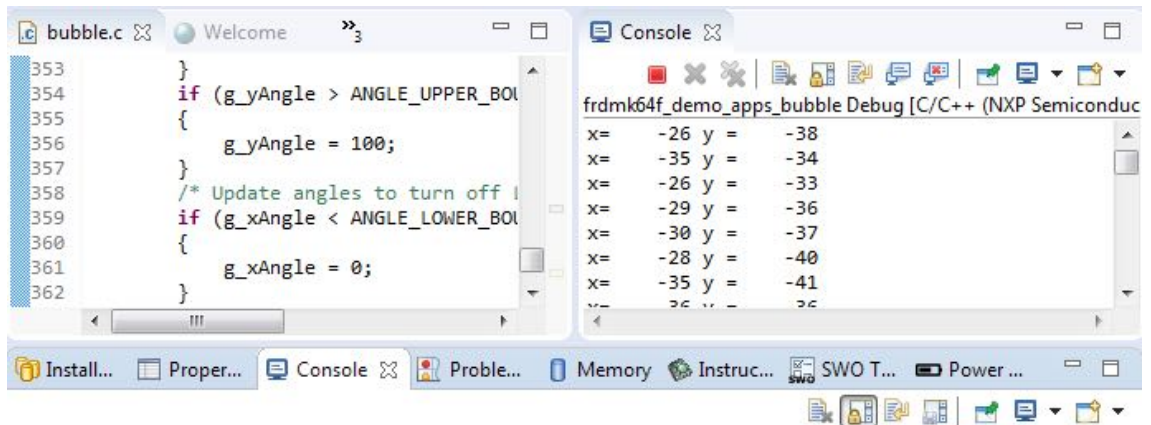 bubble.c Welcome »3
353 }
354 if (g_yAngle > ANGLE_UPPER_BOU
355 {
356 g_yAngle = 100;
357 }
358 /* Update angles to turn off
359 if (g_xAngle < ANGLE_LOWER_BOU
360 {
361 g_xAngle = 0;
362 }
Console
frdmk64f_demo_apps_bubble Debug [C/C++ (NXP Semiconduc
x= -26 y = -38
x= -35 y = -34
x= -26 y = -33
x= -29 y = -36
x= -30 y = -37
x= -28 y = -40
x= -35 y = -41
Install... Proper... Console Proble... Memory Instruc... SWO SWO T... Power ...